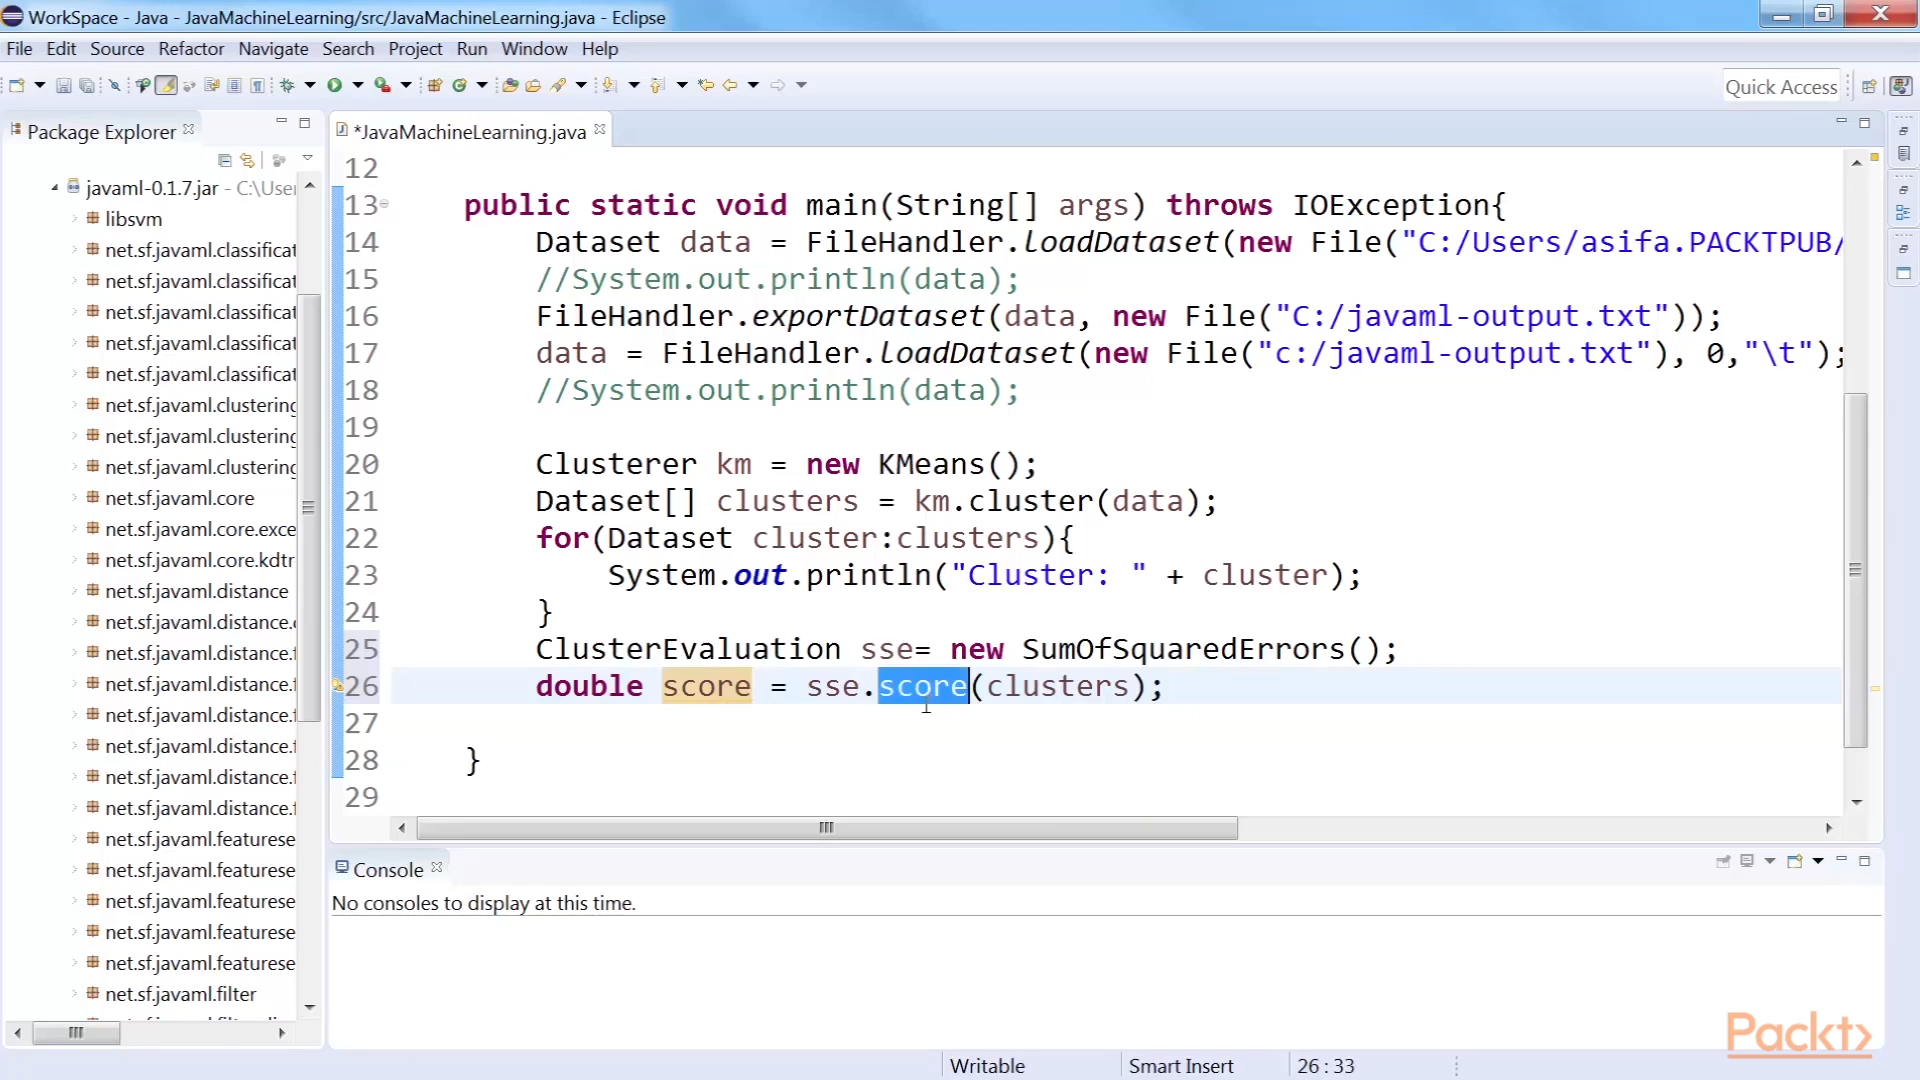 WorkSpace - Java - JavaMachineLearning/src/JavaMachineLearning.java - Eclipse
File Edit Source Refactor Navigate Search Project Run Window Help
Quick Access
Package Explorer
*JavaMachineLearning.java
javaml-0.1.7.jar - C:\User
libsvm
net.sf.javaml.classificat
net.sf.javaml.classificat
net.sf.javaml.classificat
net.sf.javaml.classificat
net.sf.javaml.classificat
net.sf.javaml.clustering
net.sf.javaml.clustering
net.sf.javaml.clustering
net.sf.javaml.core
net.sf.javaml.core.exce
net.sf.javaml.core.kdtr
net.sf.javaml.distance
net.sf.javaml.distance.
net.sf.javaml.distance.f
net.sf.javaml.distance.f
net.sf.javaml.distance.f
net.sf.javaml.distance.f
net.sf.javaml.distance.f
net.sf.javaml.distance.f
net.sf.javaml.featurese
net.sf.javaml.featurese
net.sf.javaml.featurese
net.sf.javaml.featurese
net.sf.javaml.featurese
net.sf.javaml.filter
12
13 public static void main(String[] args) throws IOException{
14 Dataset data = FileHandler.loadDataset(new File("C:/Users/asifa.PACKTPUB/
15 //System.out.println(data);
16 FileHandler.exportDataset(data, new File("C:/javaml-output.txt"));
17 data = FileHandler.loadDataset(new File("c:/javaml-output.txt"), 0,"\t");
18 //System.out.println(data);
19
20 Clusterer km = new KMeans();
21 Dataset[] clusters = km.cluster(data);
22 for(Dataset cluster:clusters){
23 System.out.println("Cluster: " + cluster);
24 }
25 ClusterEvaluation sse= new SumOfSquaredErrors();
26 double score = sse.score(clusters);
27
28 }
29
Console
No consoles to display at this time.
Packt>
Writable Smart Insert 26 : 33